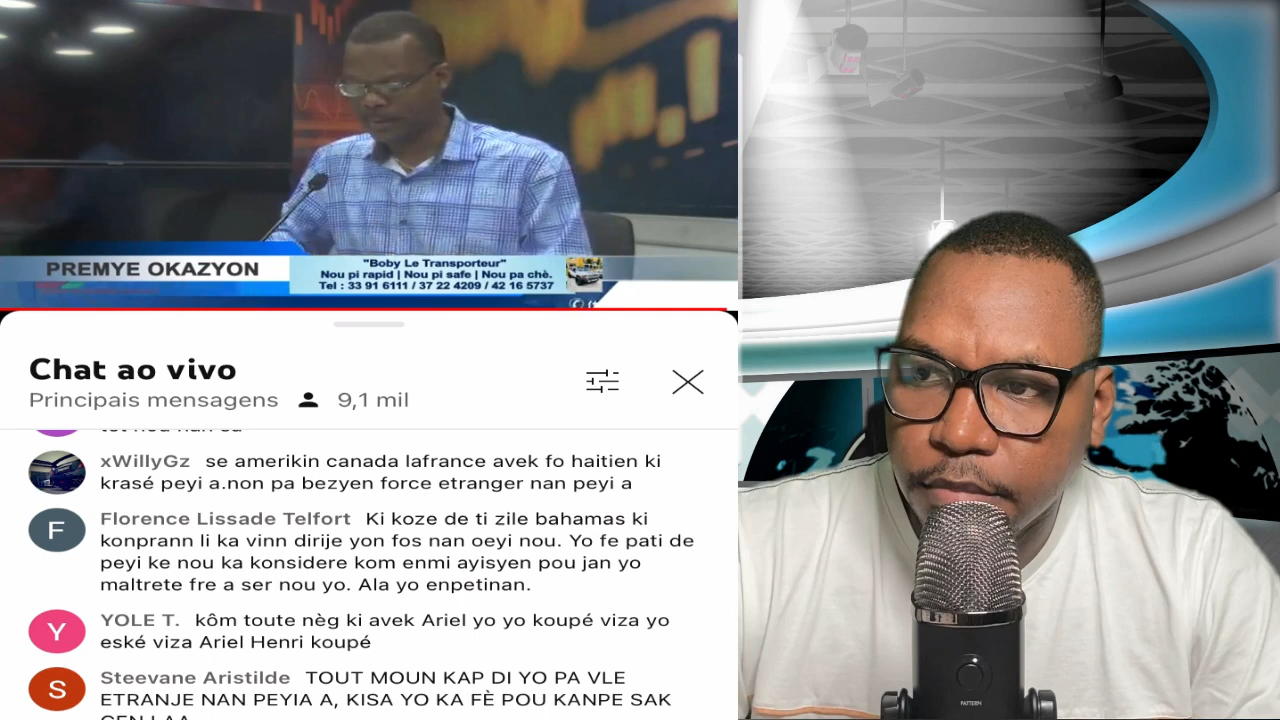 PREMYE OKAZYON
"Boby Le Transporteur"
Nou pi rapid | Nou pi safe | Nou pa chè.
Tel : 33 91 6111 / 37 22 4209 / 42 16 5737
Chat ao vivo
Principais mensagens 9,1 mil
xWillyGz se amerikin canada lafrance avek fo haitien ki
krasé peyi a.non pa bezyen force etranger nan peyi a
F
Florence Lissade Telfort Ki koze de ti zile bahamas ki
konprann li ka vinn dirije yon fos nan oeyi nou. Yo fe pati de
peyi ke nou ka konsidere kom enmi ayisyen pou jan yo
maltrete fre a ser nou yo. Ala yo enpetinan.
Y
YOLE T. kôm toute nèg ki avek Ariel yo yo koupé viza yo
eské viza Ariel Henri koupé
S
Steevane Aristilde TOUT MOUN KAP DI YO PA VLE
ETRANJE NAN PEYIA A, KISA YO KA FÈ POU KANPE SAK
PATTERN